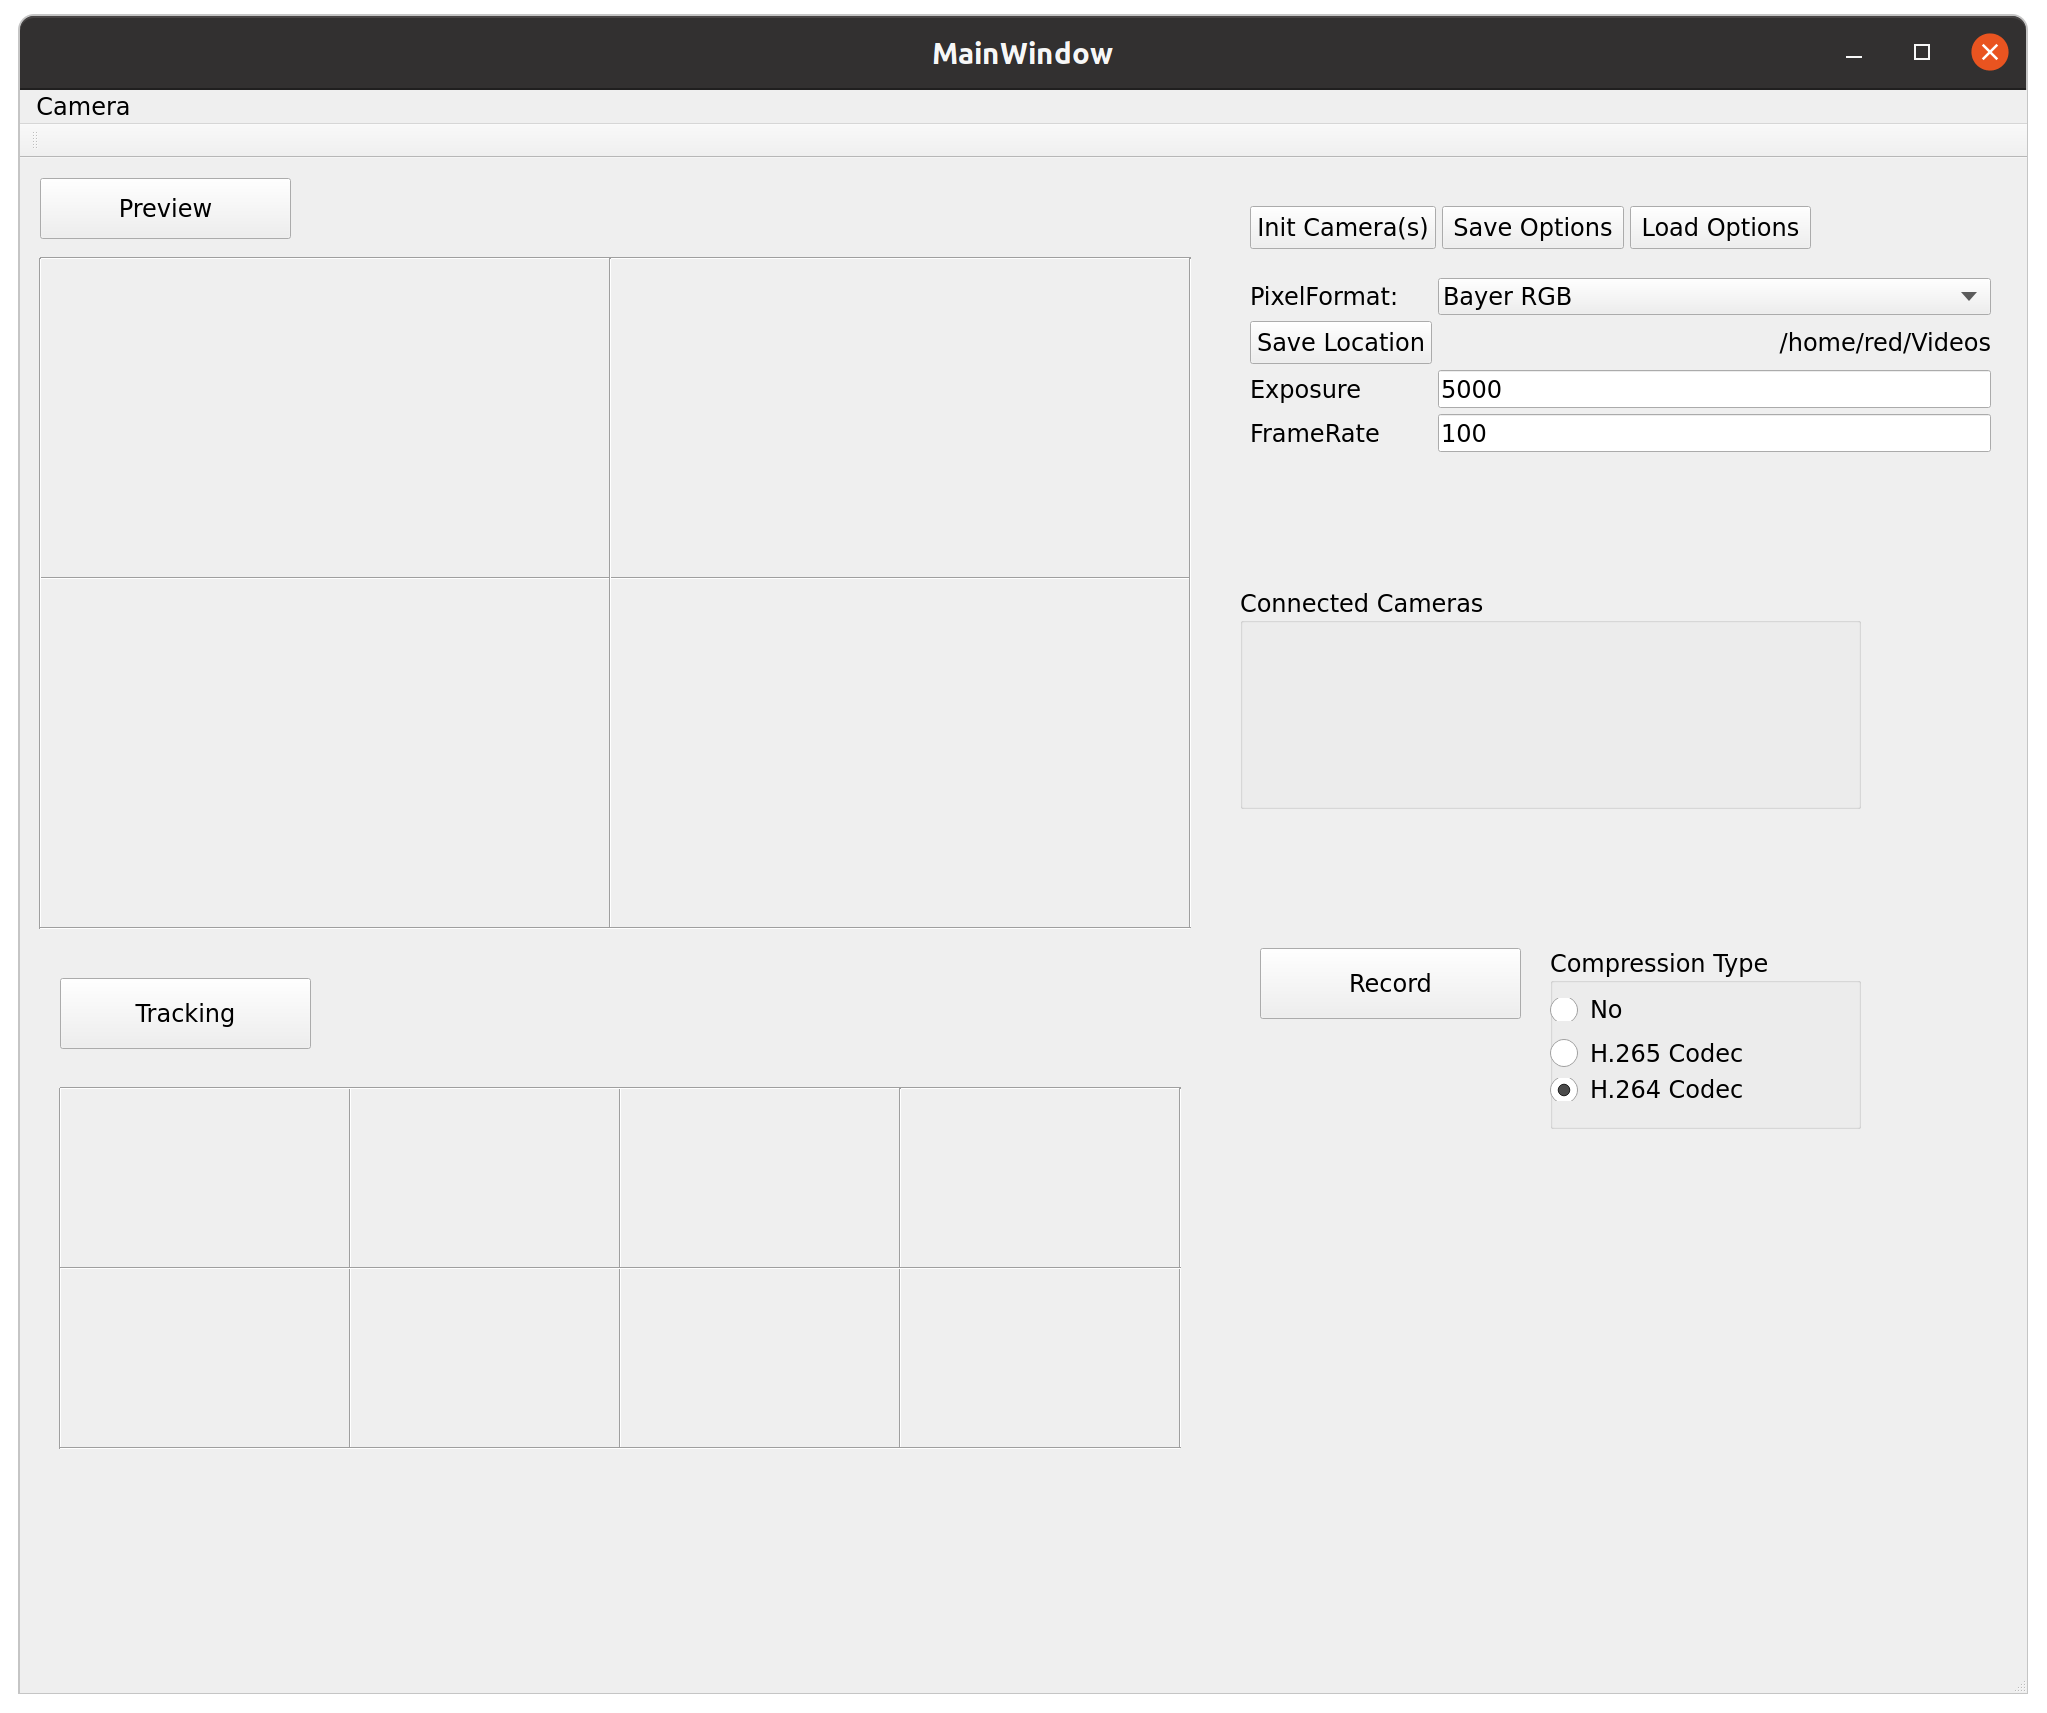 MainWindow
Camera
Preview
Init Camera(s) Save Options Load Options
PixelFormat: Bayer RGB
Save Location /home/red/Videos
Exposure 5000
FrameRate 100
Connected Cameras
Record
Compression Type
No
H.265 Codec
H.264 Codec
Tracking